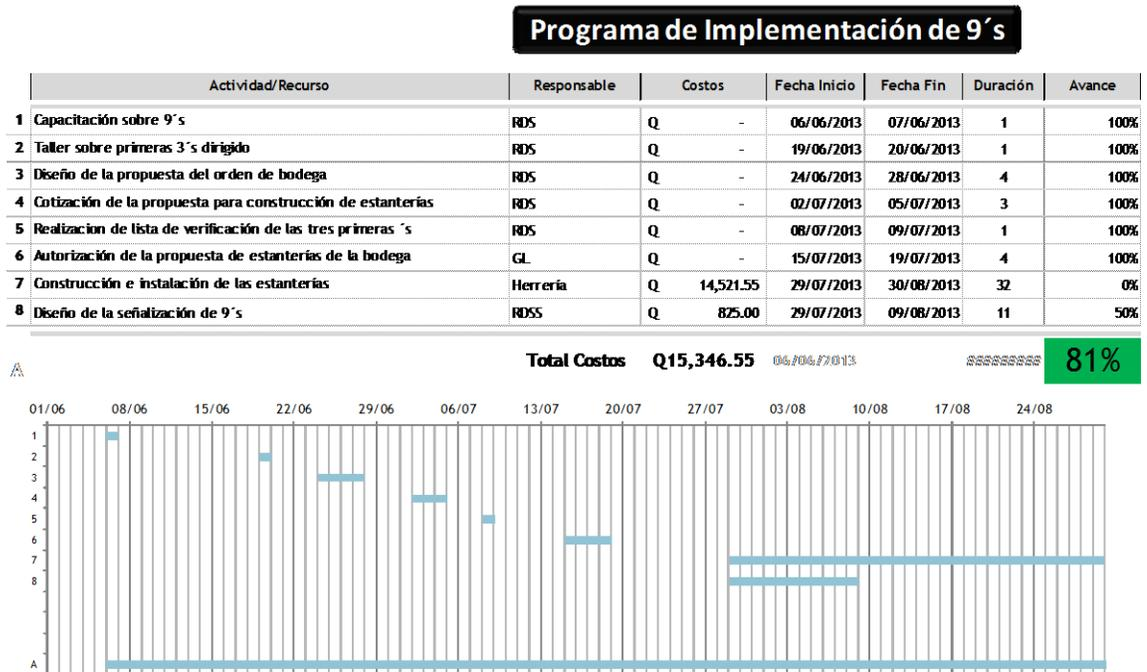 Programa de Implementación de 9´s
Actividad/Recurso Responsable Costos Fecha Inicio Fecha Fin Duración Avance
1 Capacitación sobre 9´s RDS Q - 06/06/2013 07/06/2013 1 100%
2 Taller sobre primeras 3´s dirigido RDS Q - 19/06/2013 20/06/2013 1 100%
3 Diseño de la propuesta del orden de bodega RDS Q - 24/06/2013 28/06/2013 4 100%
4 Cotización de la propuesta para construcción de estanterías RDS Q - 02/07/2013 05/07/2013 3 100%
5 Realizacion de lista de verificación de las tres primeras ´s RDS Q - 08/07/2013 09/07/2013 1 100%
6 Autorización de la propuesta de estanterías de la bodega GL Q - 15/07/2013 19/07/2013 4 100%
7 Construcción e instalación de las estanterías Herrería Q 14,521.55 29/07/2013 30/08/2013 32 0%
8 Diseño de la señalización de 9´s RDSS Q 825.00 29/07/2013 09/08/2013 11 50%
A Total Costos Q15,346.55 06/06/2013 ######### 81%
01/06 08/06 15/06 22/06 29/06 06/07 13/07 20/07 27/07 03/08 10/08 17/08 24/08
1
2
3
4
5
6
7
8
A